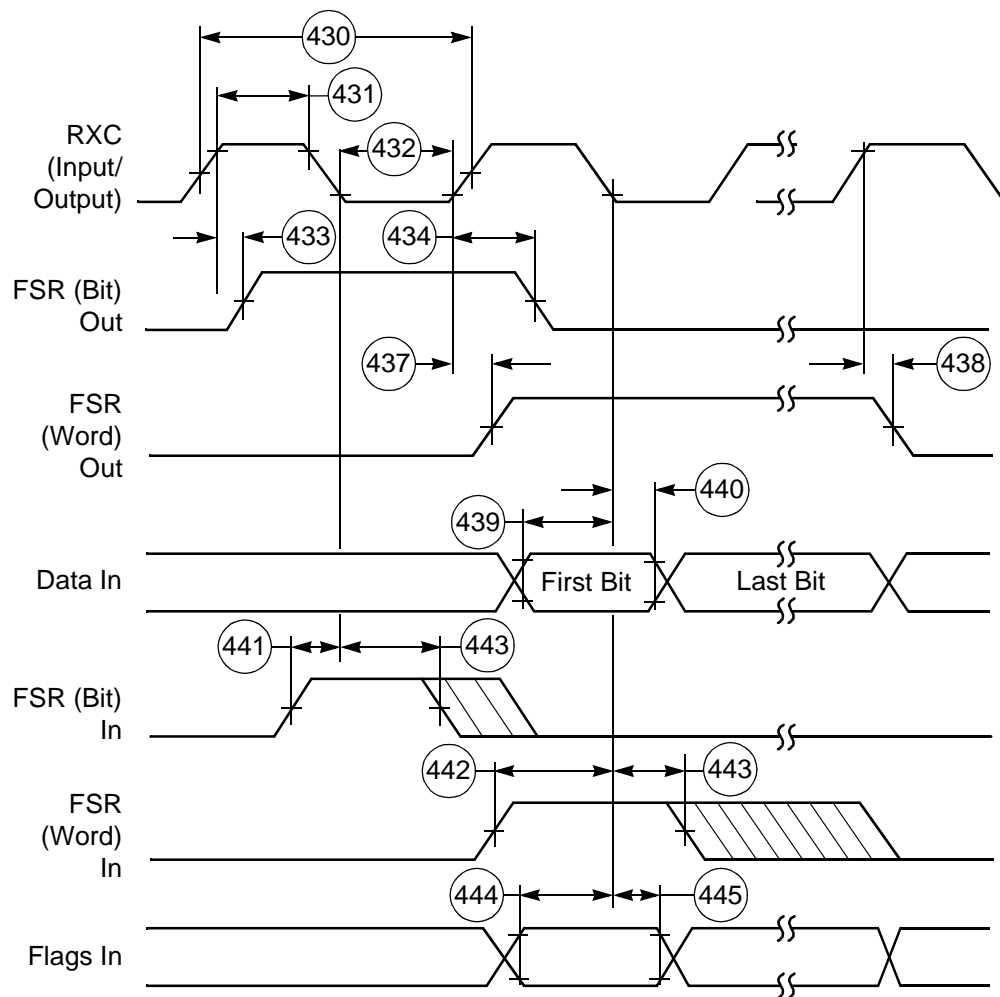 430
431
RXC
(Input/
Output)
432
433
434
FSR (Bit)
Out
437
438
FSR
(Word)
Out
440
439
Data In
First Bit
Last Bit
441
443
FSR (Bit)
In
442
443
FSR
(Word)
In
444
445
Flags In